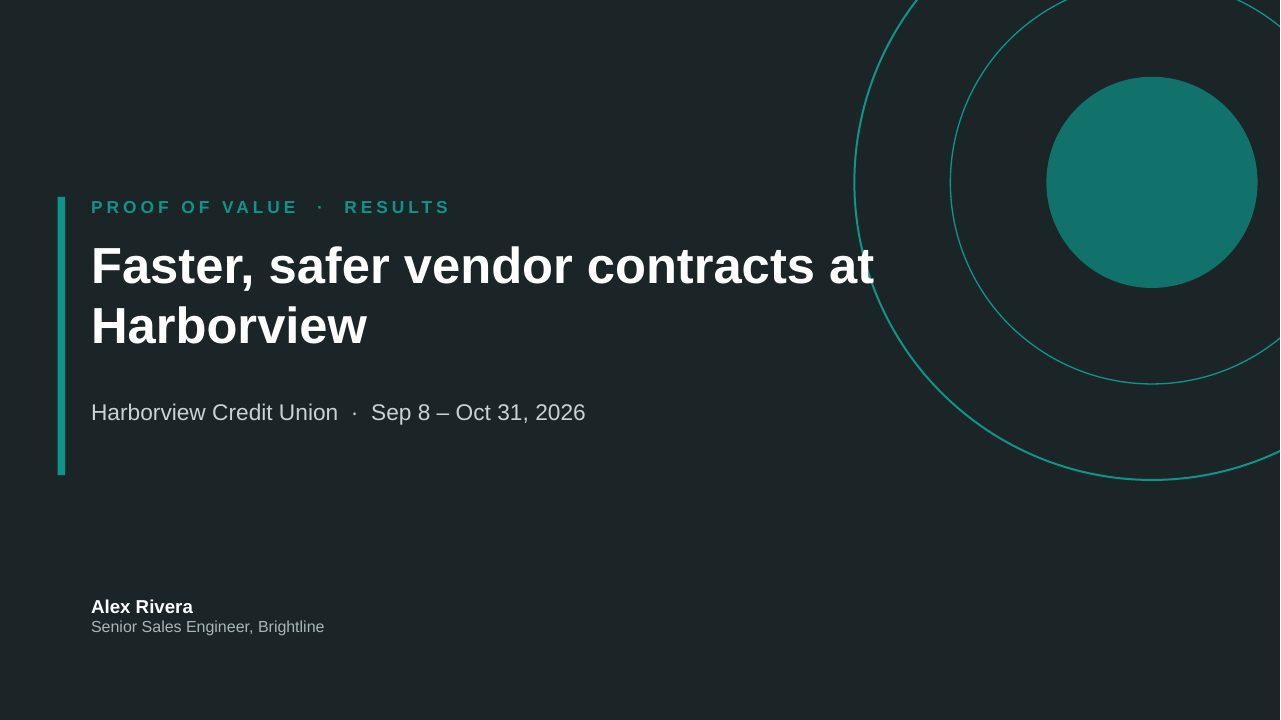 PROOF OF VALUE · RESULTS
Faster, safer vendor contracts at
Harborview
Harborview Credit Union · Sep 8 – Oct 31, 2026
Alex Rivera
Senior Sales Engineer, Brightline